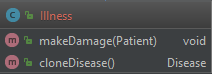 C Illness
m makeDamage(Patient) void
m cloneDisease() Disease